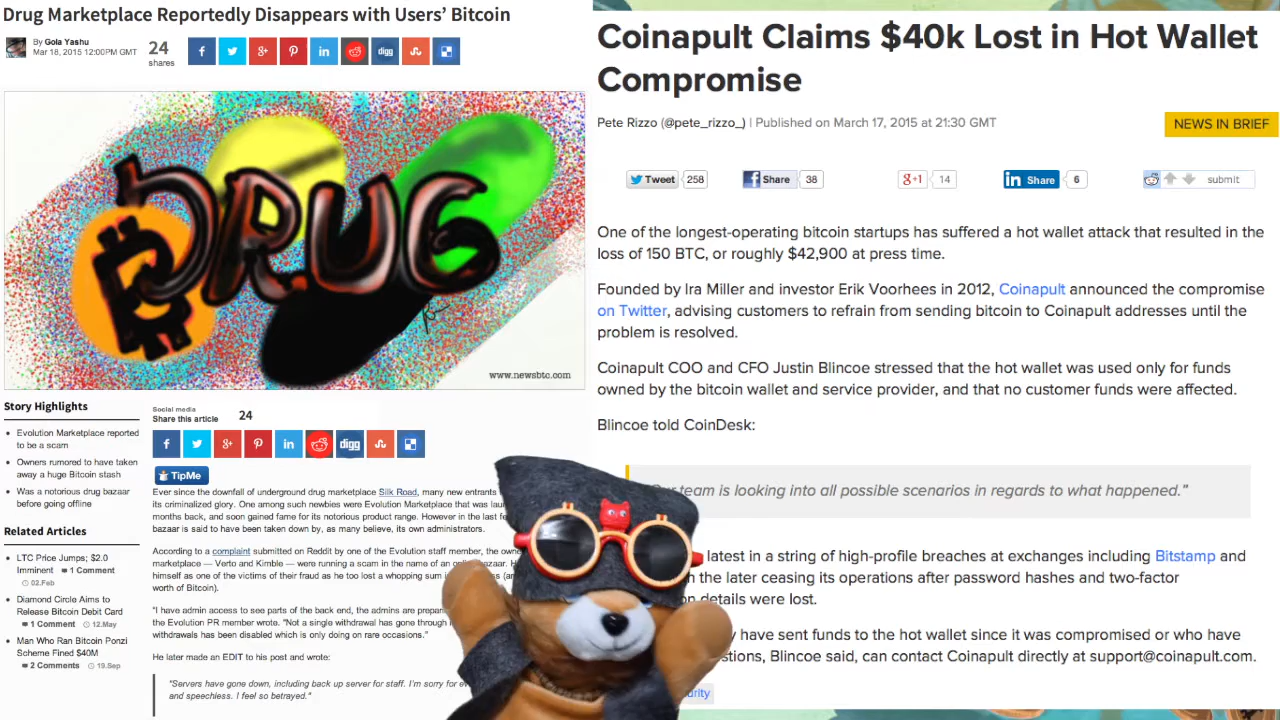 Drug Marketplace Reportedly Disappears with Users' Bitcoin
By Gola Yashu
Mar 18, 2015 12:00PM GMT
24
shares
digg
DRUG
www.newsbtc.com
Story Highlights
Evolution Marketplace reported
to be a scam
Owners rumored to have taken
away a huge Bitcoin stash
Was a notorious drug bazaar
before going offline
Related Articles
LTC Price Jumps; $2.0
Imminent 1 Comment
02.Feb
Diamond Circle Aims to
Release Bitcoin Debit Card
1 Comment 12.May
Man Who Ran Bitcoin Ponzi
Scheme Fined $40M
2 Comments 19.Sep
Social media
Share this article
24
digg
TipMe
Ever since the downfall of underground drug marketplace Silk Road, many new entrants
its criminalized glory. One among such newbies were Evolution Marketplace that was
months back, and soon gained fame for its notorious product range. However in the last
bazaar is said to have been taken down by, as many believe, its own administrators.
According to a complaint submitted on Reddit by one of the Evolution staff member, the
marketplace — Verto and Kimble — were running a scam in the name of an
himself as one of the victims of their fraud as he too lost a whopping sum
worth of Bitcoin).
"I have admin access to see parts of the back end, the admins are
the Evolution PR member wrote. "Not a single withdrawal has gone through
withdrawals has been disabled which is only doing on rare occasions."
He later made an EDIT to his post and wrote:
"Servers have gone down, including back up server for staff. I'm sorry for
and speechless. I feel so betrayed."
Coinapult Claims $40k Lost in Hot Wallet
Compromise
Pete Rizzo (@pete_rizzo_) | Published on March 17, 2015 at 21:30 GMT
NEWS IN BRIEF
Tweet 258
Share 38
g+1 14
in Share 6
submit
One of the longest-operating bitcoin startups has suffered a hot wallet attack that resulted in the
loss of 150 BTC, or roughly $42,900 at press time.
Founded by Ira Miller and investor Erik Voorhees in 2012, Coinapult announced the compromise
on Twitter, advising customers to refrain from sending bitcoin to Coinapult addresses until the
problem is resolved.
Coinapult COO and CFO Justin Blincoe stressed that the hot wallet was used only for funds
owned by the bitcoin wallet and service provider, and that no customer funds were affected.
Blincoe told CoinDesk:
team is looking into all possible scenarios in regards to what happened."
latest in a string of high-profile breaches at exchanges including Bitstamp and
the later ceasing its operations after password hashes and two-factor
details were lost.
have sent funds to the hot wallet since it was compromised or who have
Blincoe said, can contact Coinapult directly at support@coinapult.com.